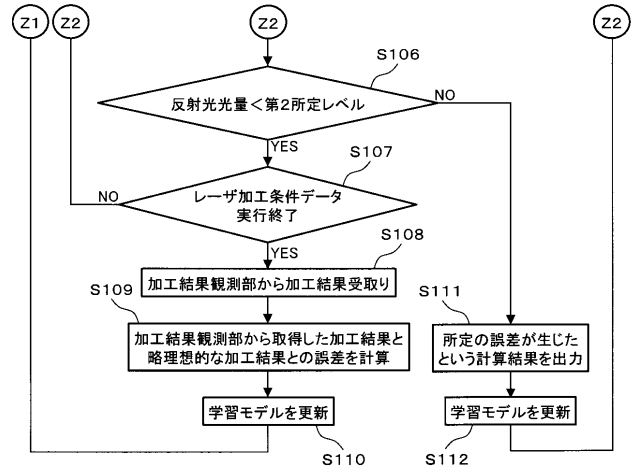 Z1
Z2
Z2
Z2
S106
反射光光量<第2所定レベル
NO
YES
S107
NO
レーザ加工条件データ
実行終了
YES
S108
加工結果観測部から加工結果受取り
S109
加工結果観測部から取得した加工結果と
略理想的な加工結果との誤差を計算
S111
所定の誤差が生じた
という計算結果を出力
学習モデルを更新
S110
学習モデルを更新
S112